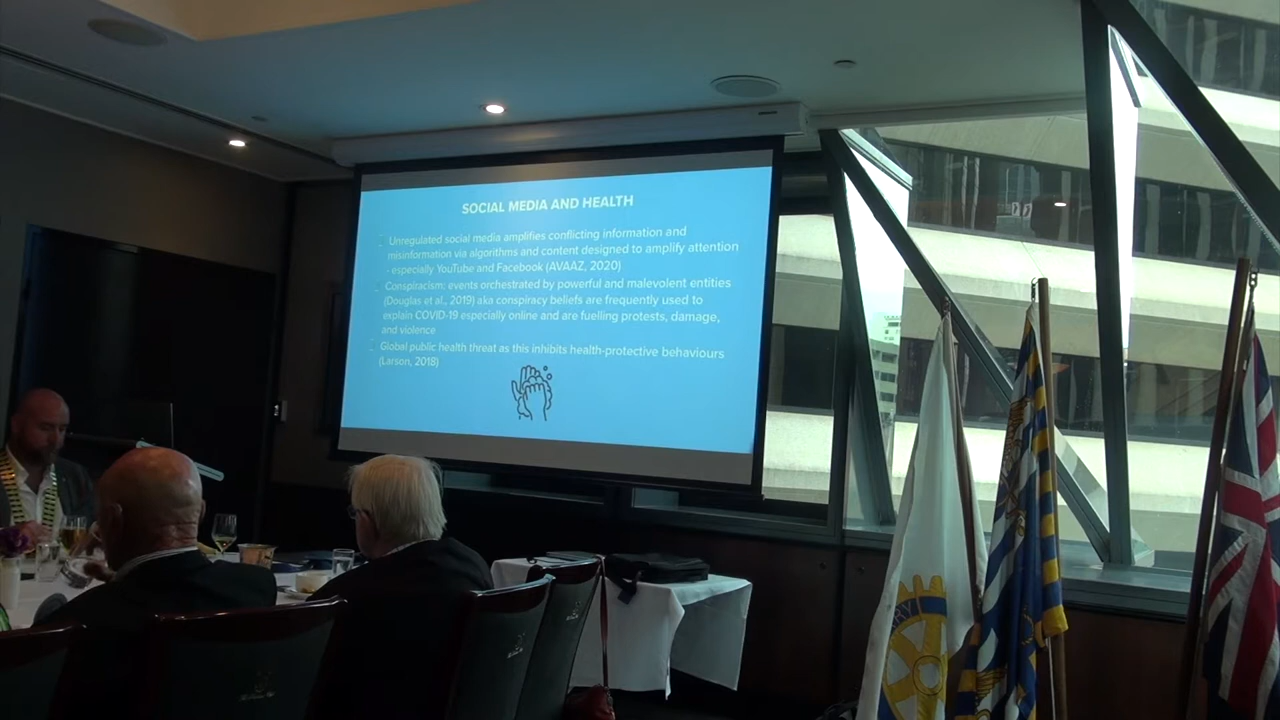 SOCIAL MEDIA AND HEALTH
Unregulated social media amplifies conflicting information and
misinformation via algorithms and content designed to amplify attention
- especially YouTube and Facebook (AVAAZ, 2020)
Conspiracism: events orchestrated by powerful and malevolent entities
(Douglas et al., 2019) aka conspiracy beliefs are frequently used to
explain COVID-19 especially online and are fuelling protests, damage,
and violence
Global public health threat as this inhibits health-protective behaviours
(Larson, 2018)